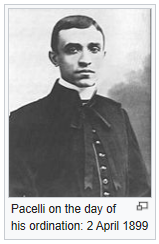 Pacelli on the day of
his ordination: 2 April 1899